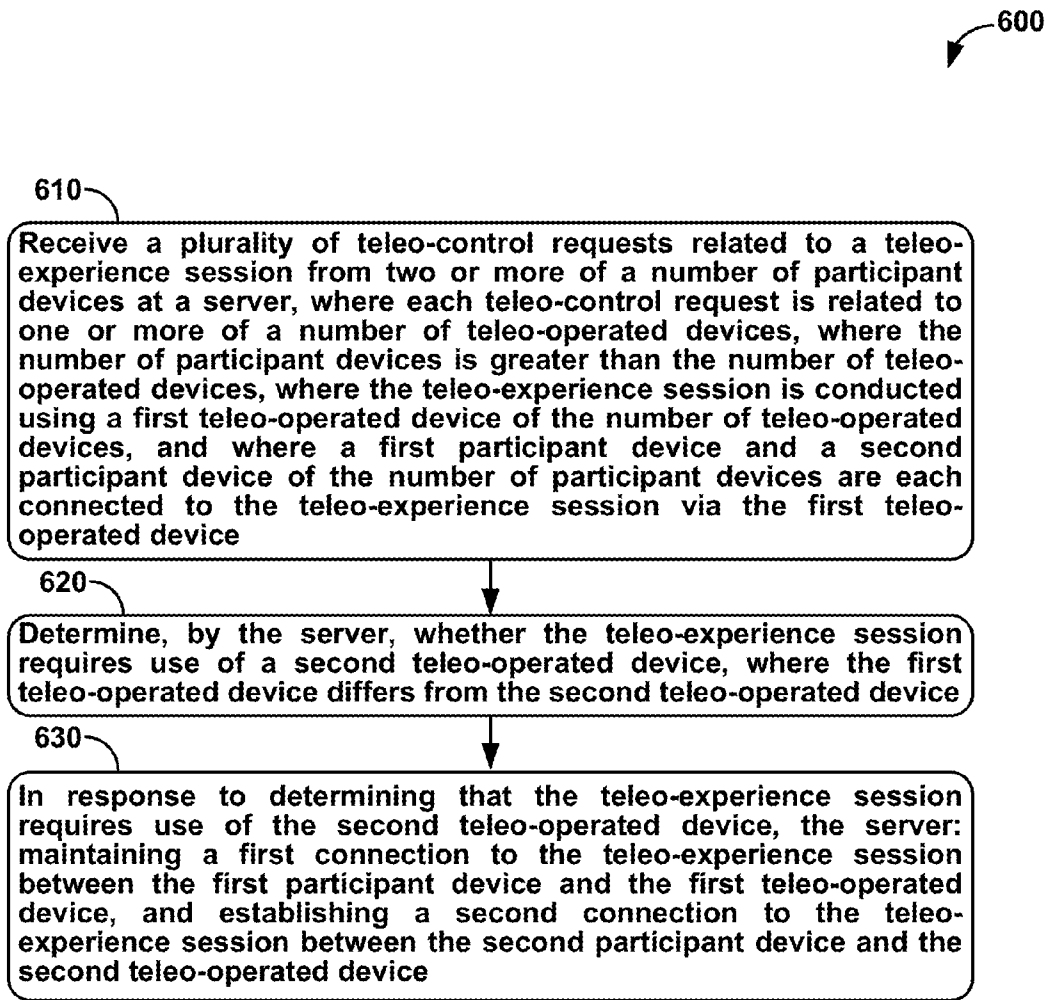 600
610
Receive a plurality of teleo-control requests related to a teleo-
experience session from two or more of a number of participant
devices at a server, where each teleo-control request is related to
one or more of a number of teleo-operated devices, where the
number of participant devices is greater than the number of teleo-
operated devices, where the teleo-experience session is conducted
using a first teleo-operated device of the number of teleo-operated
devices, and where a first participant device and a second
participant device of the number of participant devices are each
connected to the teleo-experience session via the first teleo-
operated device
620
Determine, by the server, whether the teleo-experience session
requires use of a second teleo-operated device, where the first
teleo-operated device differs from the second teleo-operated device
630
In response to determining that the teleo-experience session
requires use of the second teleo-operated device, the server:
maintaining a first connection to the teleo-experience session
between the first participant device and the first teleo-operated
device, and establishing a second connection to the teleo-
experience session between the second participant device and the
second teleo-operated device